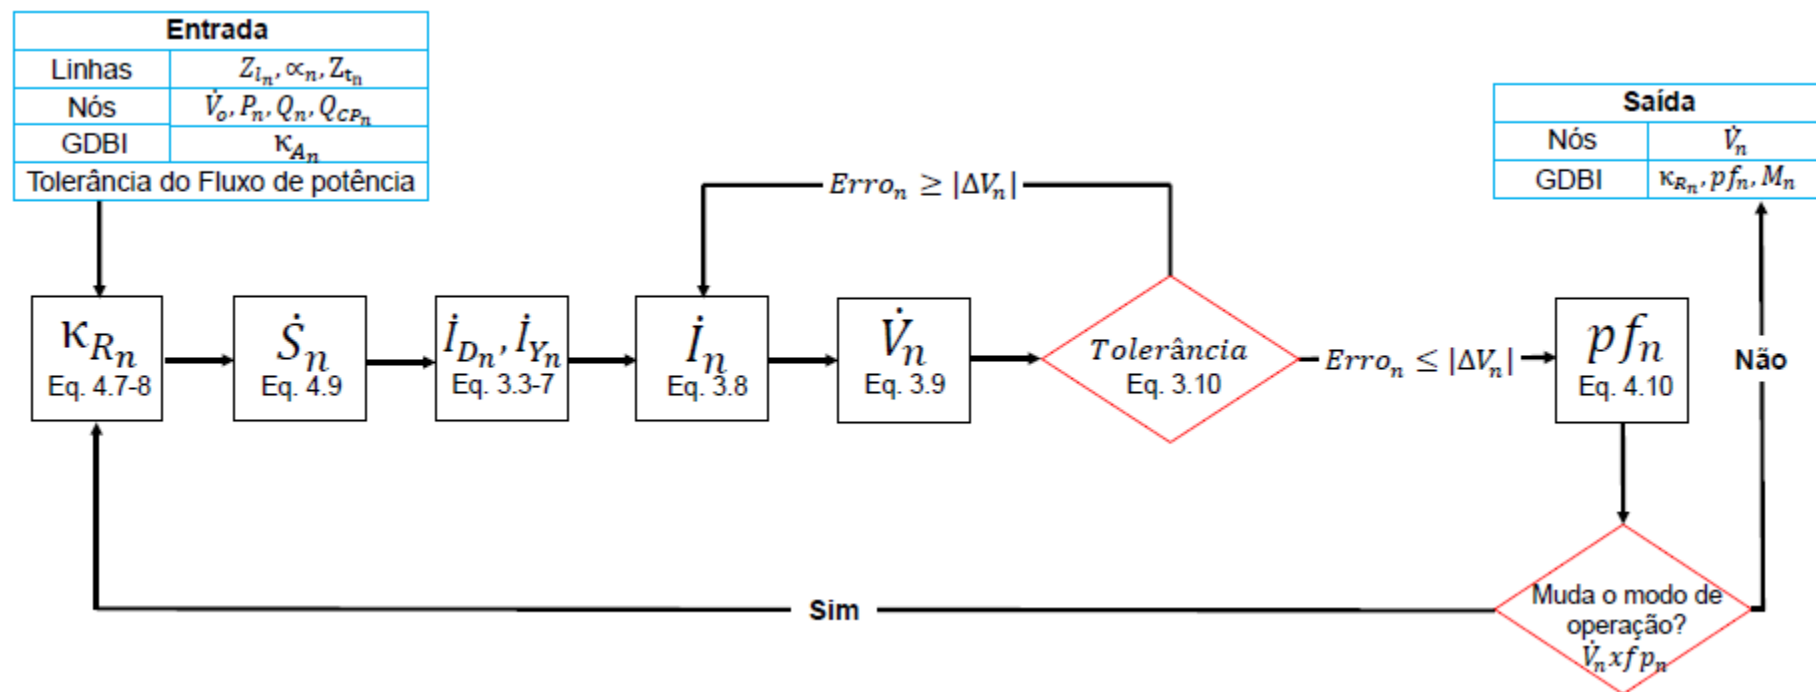 Entrada
Linhas Z_{l_n}, ∝_n, Z_{t_n}
Nós V̇_o, P_n, Q_n, Q_{CP_n}
GDBI κ_{A_n}
Tolerância do Fluxo de potência
Saída
Nós V̇_n
GDBI κ_{R_n}, pf_n, M_n
Erro_n ≥ |ΔV_n|
κ_{R_n}
Eq. 4.7-8
Ṡ_n
Eq. 4.9
İ_{D_n}, İ_{Y_n}
Eq. 3.3-7
İ_n
Eq. 3.8
V̇_n
Eq. 3.9
Tolerância
Eq. 3.10
Erro_n ≤ |ΔV_n|
pf_n
Eq. 4.10
Não
Muda o modo de
operação?
V̇_n x fp_n
Sim